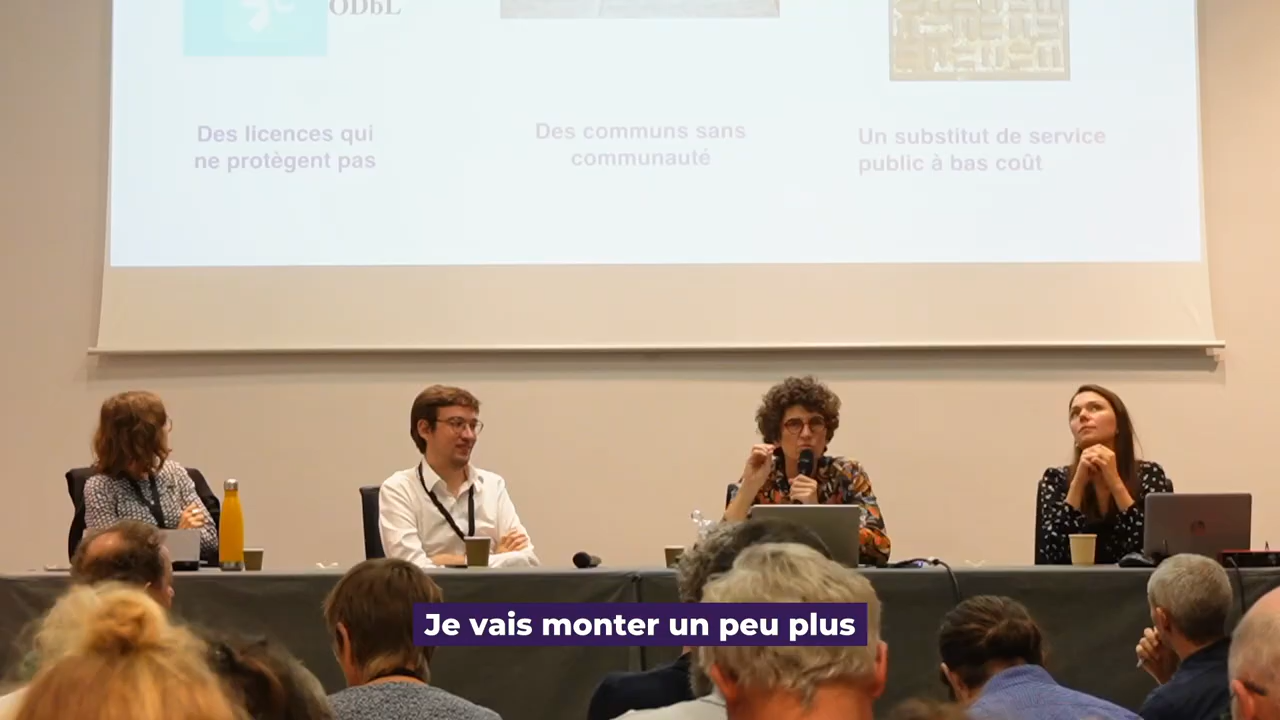 ODbL
Des licences qui
ne protègent pas
Des communs sans
communauté
Un substitut de service
public à bas coût
Je vais monter un peu plus